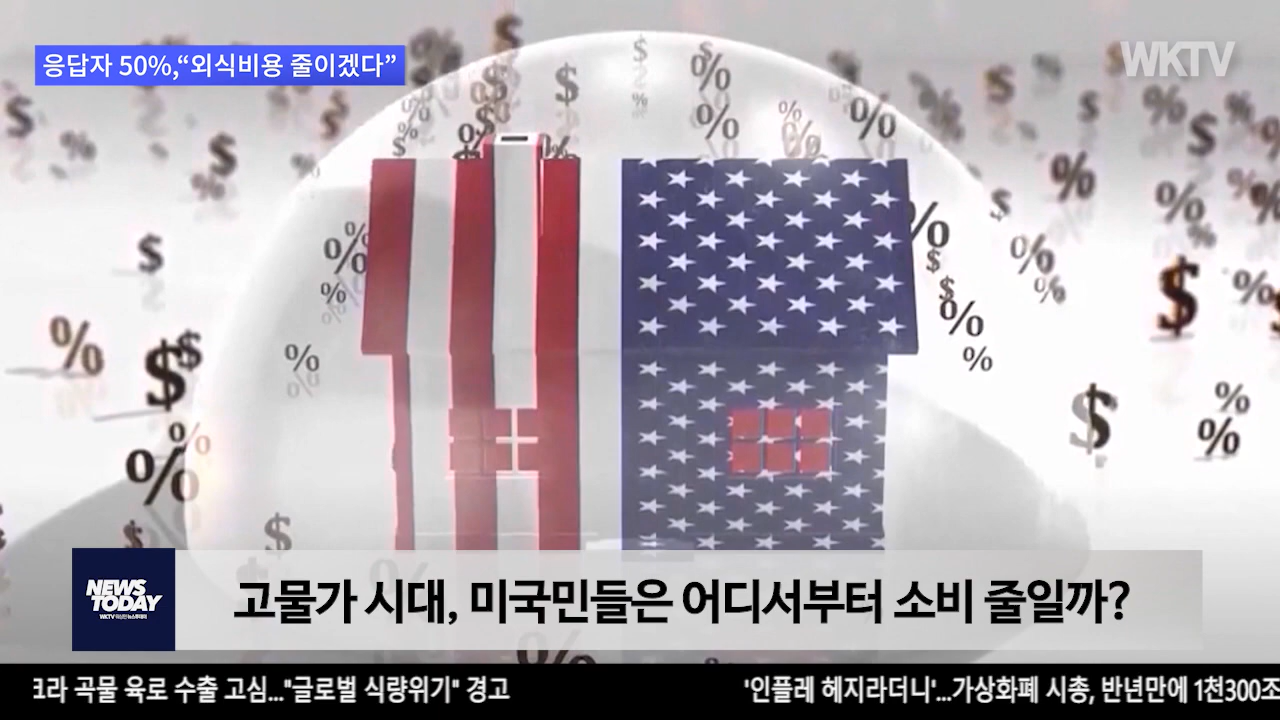 응답자 50%,“외식비용 줄이겠다”
WKTV
NEWS
TODAY
고물가 시대, 미국민들은 어디서부터 소비 줄일까?
크라 곡물 육로 수출 고심..."글로벌 식량위기" 경고
'인플레 헤지라더니'...가상화폐 시총, 반년만에 1천300조